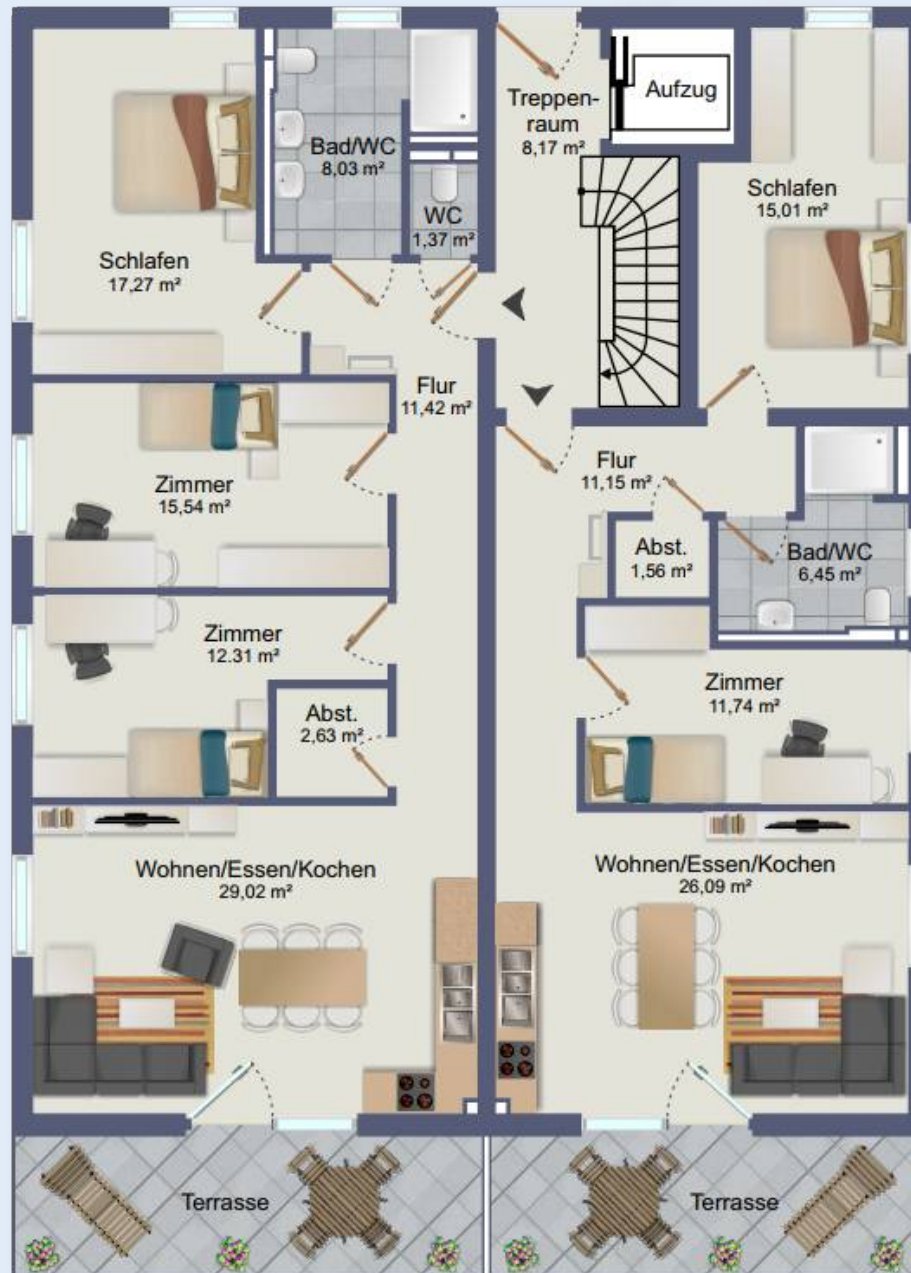 Treppen-
raum
8,17 m²
Aufzug
Bad/WC
8,03 m²
WC
1,37 m²
Schlafen
15,01 m²
Schlafen
17,27 m²
Flur
11,42 m²
Zimmer
15,54 m²
Flur
11,15 m²
Abst.
1,56 m²
Bad/WC
6,45 m²
Zimmer
12.31 m²
Abst.
2,63 m²
Zimmer
11,74 m²
Wohnen/Essen/Kochen
29,02 m²
Wohnen/Essen/Kochen
26,09 m²
Terrasse
Terrasse